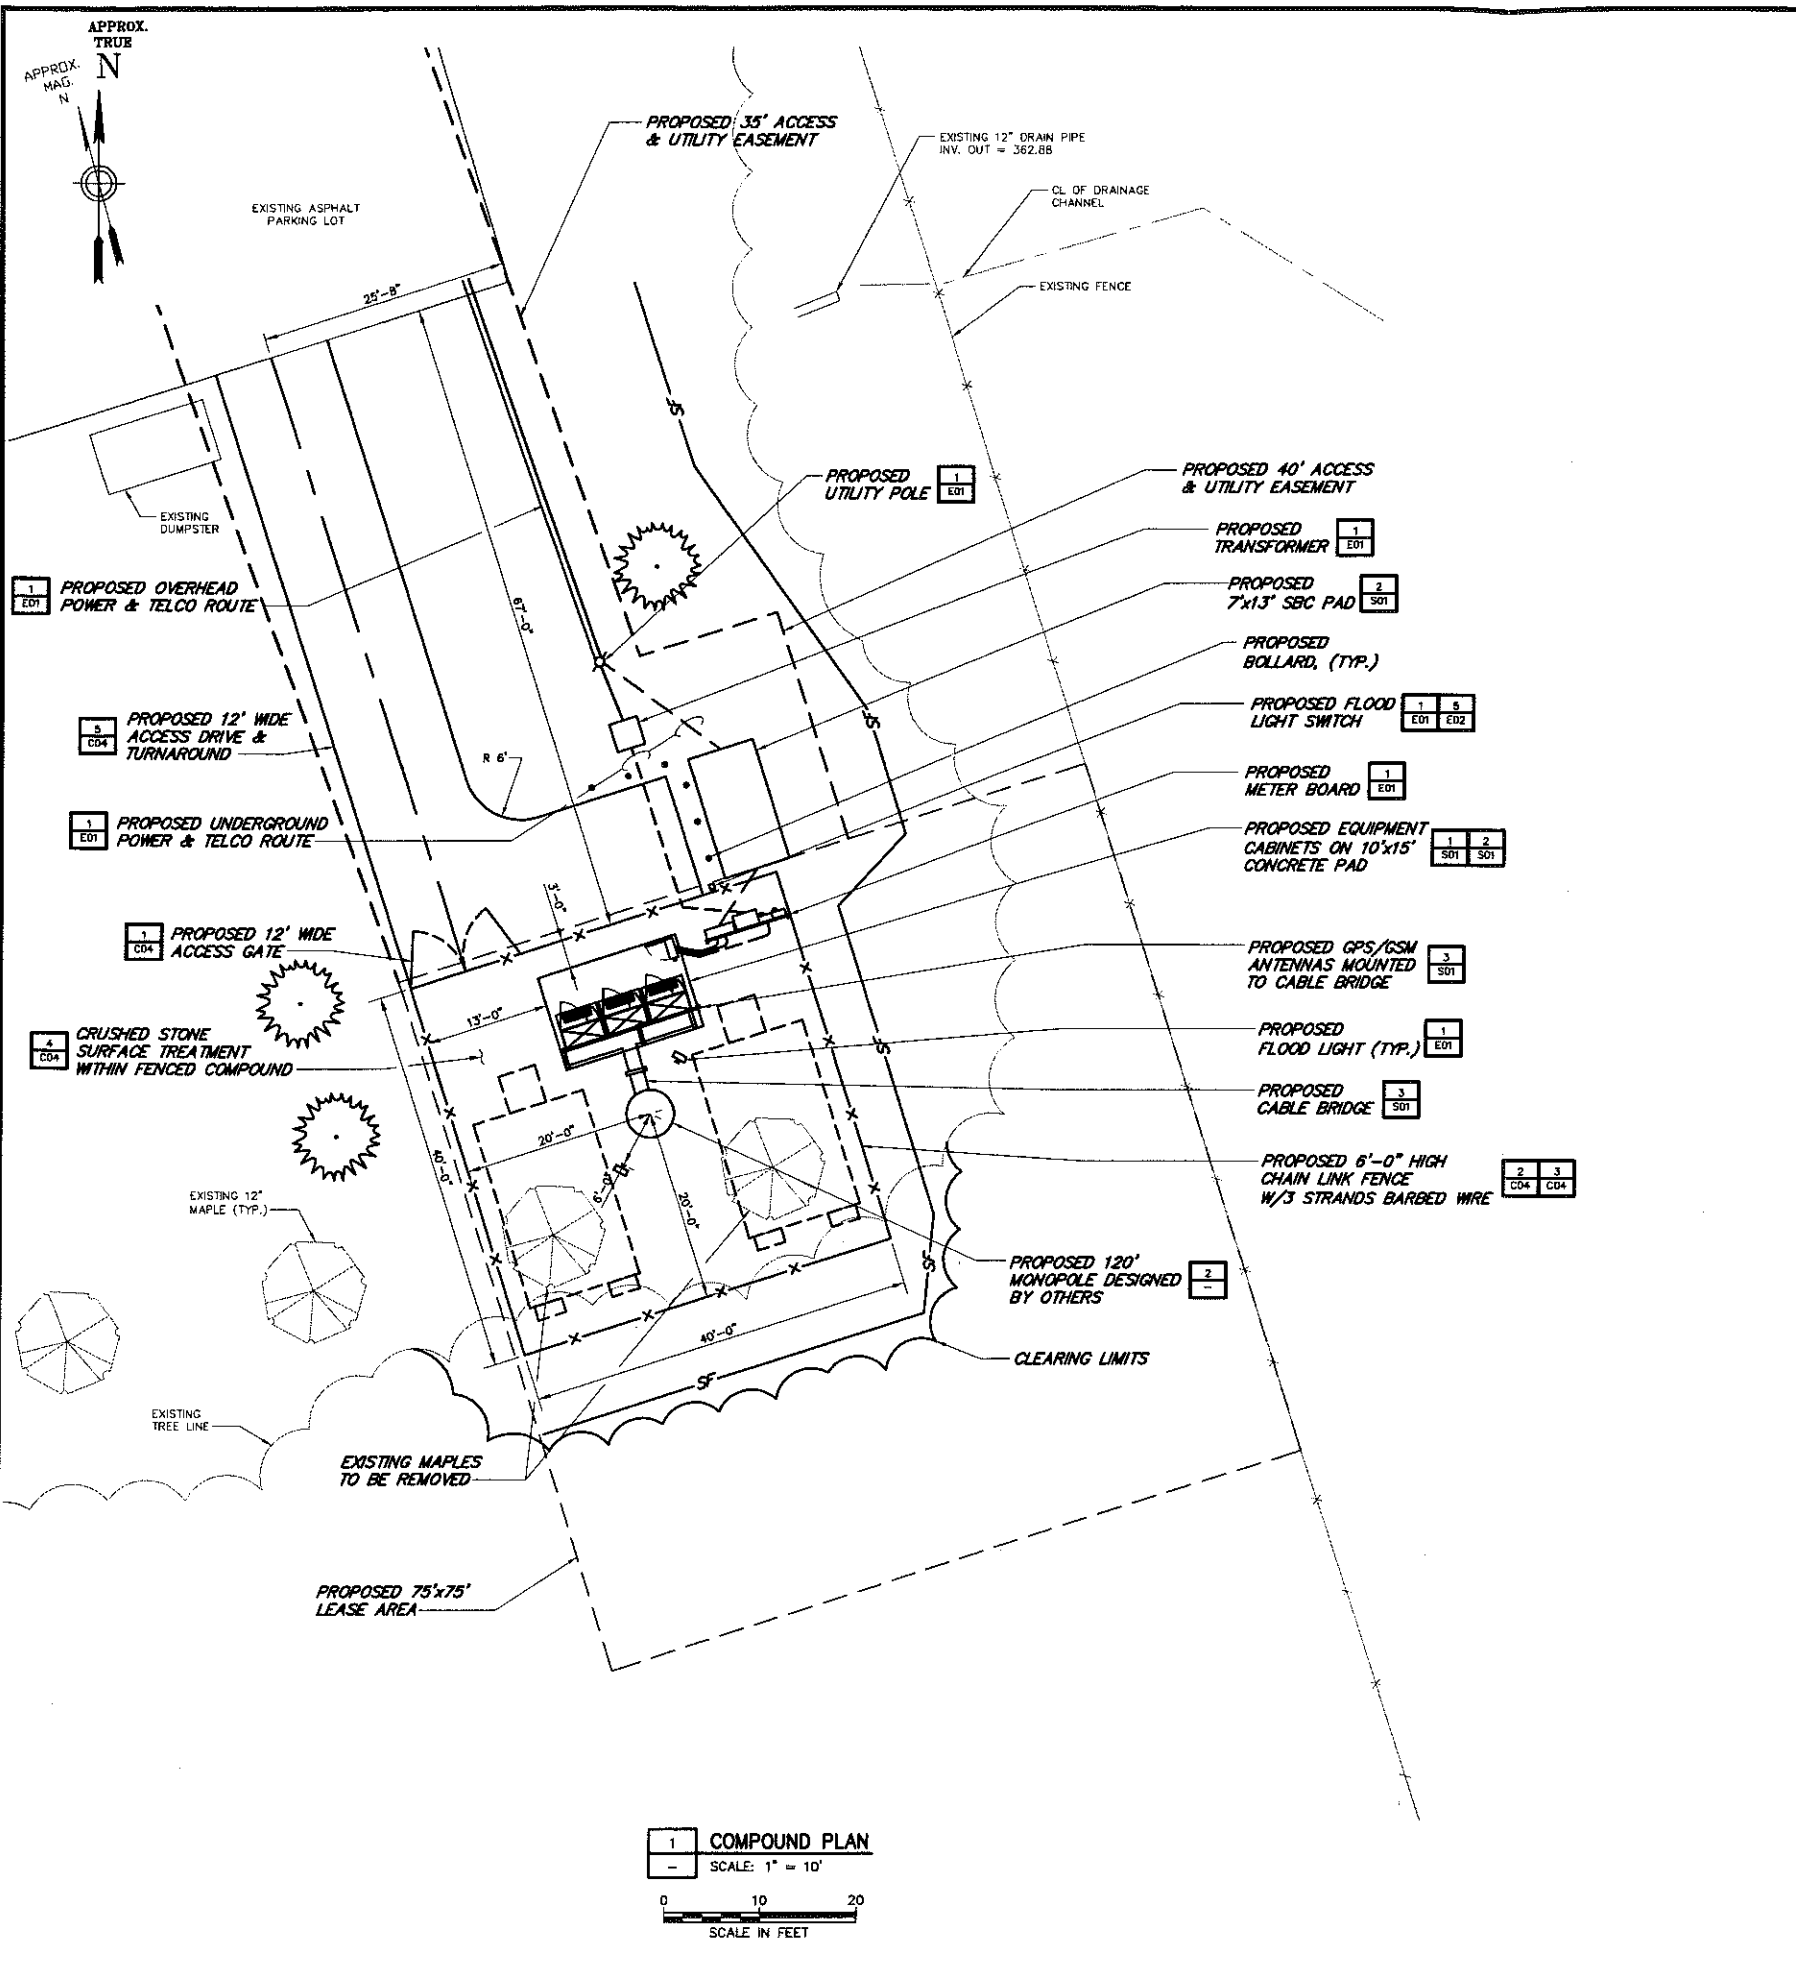 APPROX.
TRUE
N
APPROX.
MAG.
N
EXISTING ASPHALT
PARKING LOT
PROPOSED 35' ACCESS
& UTILITY EASEMENT
EXISTING 12" DRAIN PIPE
INV. OUT = 362.88
CL OF DRAINAGE
CHANNEL
EXISTING FENCE
25'-8"
EXISTING
DUMPSTER
SF
PROPOSED
UTILITY POLE
1
E01
PROPOSED 40' ACCESS
& UTILITY EASEMENT
PROPOSED
TRANSFORMER
1
E01
PROPOSED
7'x13' SBC PAD
2
S01
1
E01
PROPOSED OVERHEAD
POWER & TELCO ROUTE
67'-0"
PROPOSED
BOLLARD, (TYP.)
PROPOSED FLOOD
LIGHT SWITCH
1
E01
5
E02
5
C04
PROPOSED 12' WIDE
ACCESS DRIVE &
TURNAROUND
SF
R 6'
PROPOSED
METER BOARD
1
E01
1
E01
PROPOSED UNDERGROUND
POWER & TELCO ROUTE
PROPOSED EQUIPMENT
CABINETS ON 10'x15'
CONCRETE PAD
1
S01
2
S01
3'-0"
1
C04
PROPOSED 12' WIDE
ACCESS GATE
PROPOSED GPS/GSM
ANTENNAS MOUNTED
TO CABLE BRIDGE
3
S01
13'-0"
4
C04
CRUSHED STONE
SURFACE TREATMENT
WITHIN FENCED COMPOUND
PROPOSED
FLOOD LIGHT (TYP.)
1
E01
SF
PROPOSED
CABLE BRIDGE
3
S01
20'-0"
40'-0"
6'-0"
20'-0"
PROPOSED 6'-0" HIGH
CHAIN LINK FENCE
W/3 STRANDS BARBED WIRE
2
C04
3
C04
EXISTING 12"
MAPLE (TYP.)
PROPOSED 120'
MONOPOLE DESIGNED
BY OTHERS
2
-
SF
40'-0"
CLEARING LIMITS
SF
EXISTING
TREE LINE
EXISTING MAPLES
TO BE REMOVED
PROPOSED 75'x75'
LEASE AREA
1
-
COMPOUND PLAN
SCALE: 1" = 10'
0 10 20
SCALE IN FEET